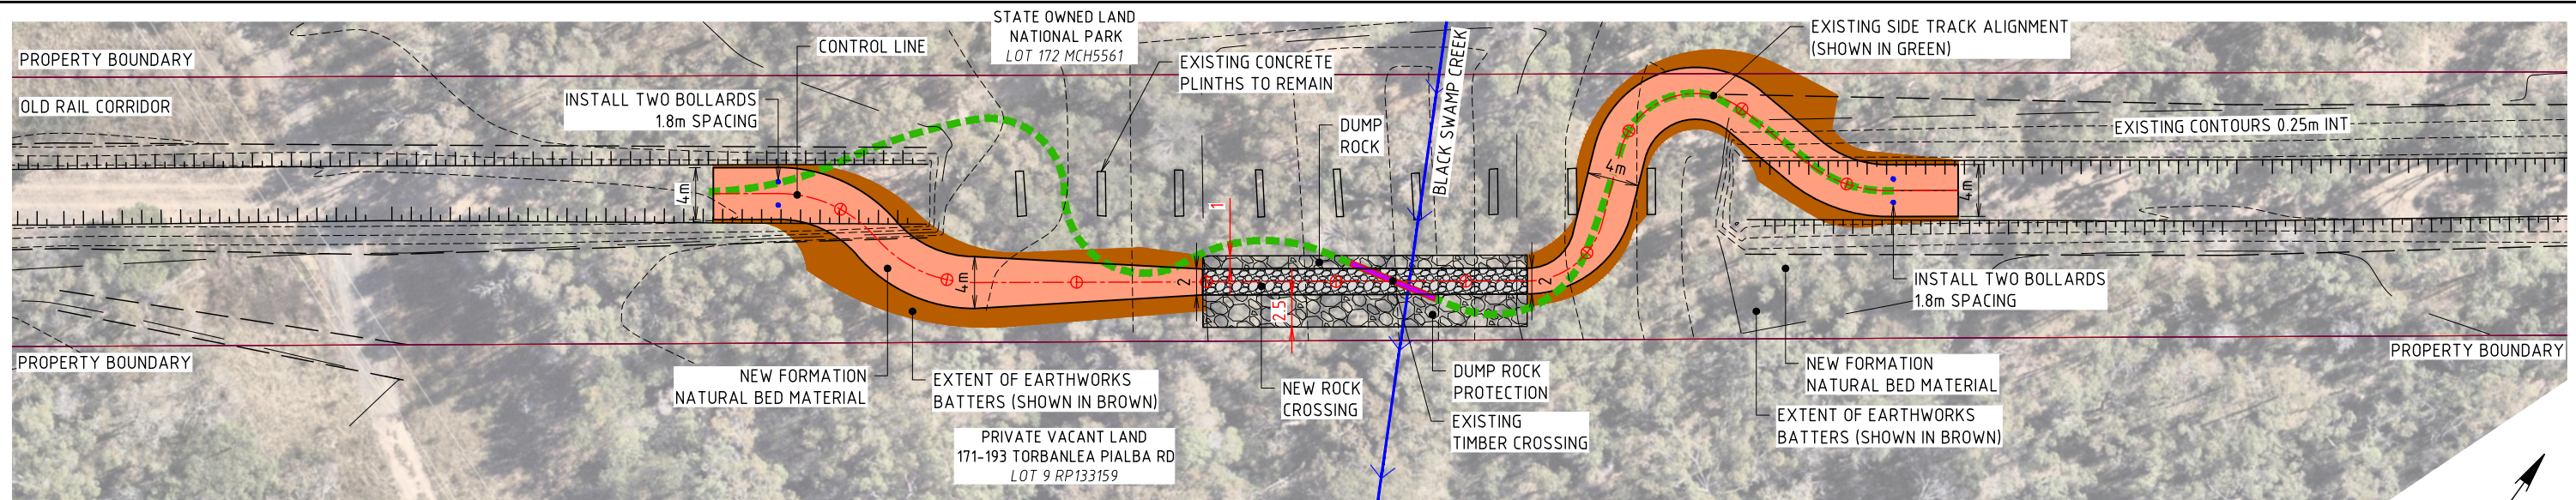 STATE OWNED LAND
NATIONAL PARK
LOT 172 MCH5561
CONTROL LINE
EXISTING SIDE TRACK ALIGNMENT
(SHOWN IN GREEN)
PROPERTY BOUNDARY
EXISTING CONCRETE
PLINTHS TO REMAIN
BLACK SWAMP CREEK
OLD RAIL CORRIDOR
INSTALL TWO BOLLARDS
1.8m SPACING
DUMP
ROCK
EXISTING CONTOURS 0.25m INT
4m
4m
4m
1
4m
2
2
2.5
INSTALL TWO BOLLARDS
1.8m SPACING
PROPERTY BOUNDARY
PROPERTY BOUNDARY
NEW FORMATION
NATURAL BED MATERIAL
EXTENT OF EARTHWORKS
BATTERS (SHOWN IN BROWN)
NEW ROCK
CROSSING
DUMP ROCK
PROTECTION
EXISTING
TIMBER CROSSING
NEW FORMATION
NATURAL BED MATERIAL
EXTENT OF EARTHWORKS
BATTERS (SHOWN IN BROWN)
PRIVATE VACANT LAND
171-193 TORBANLEA PIALBA RD
LOT 9 RP133159